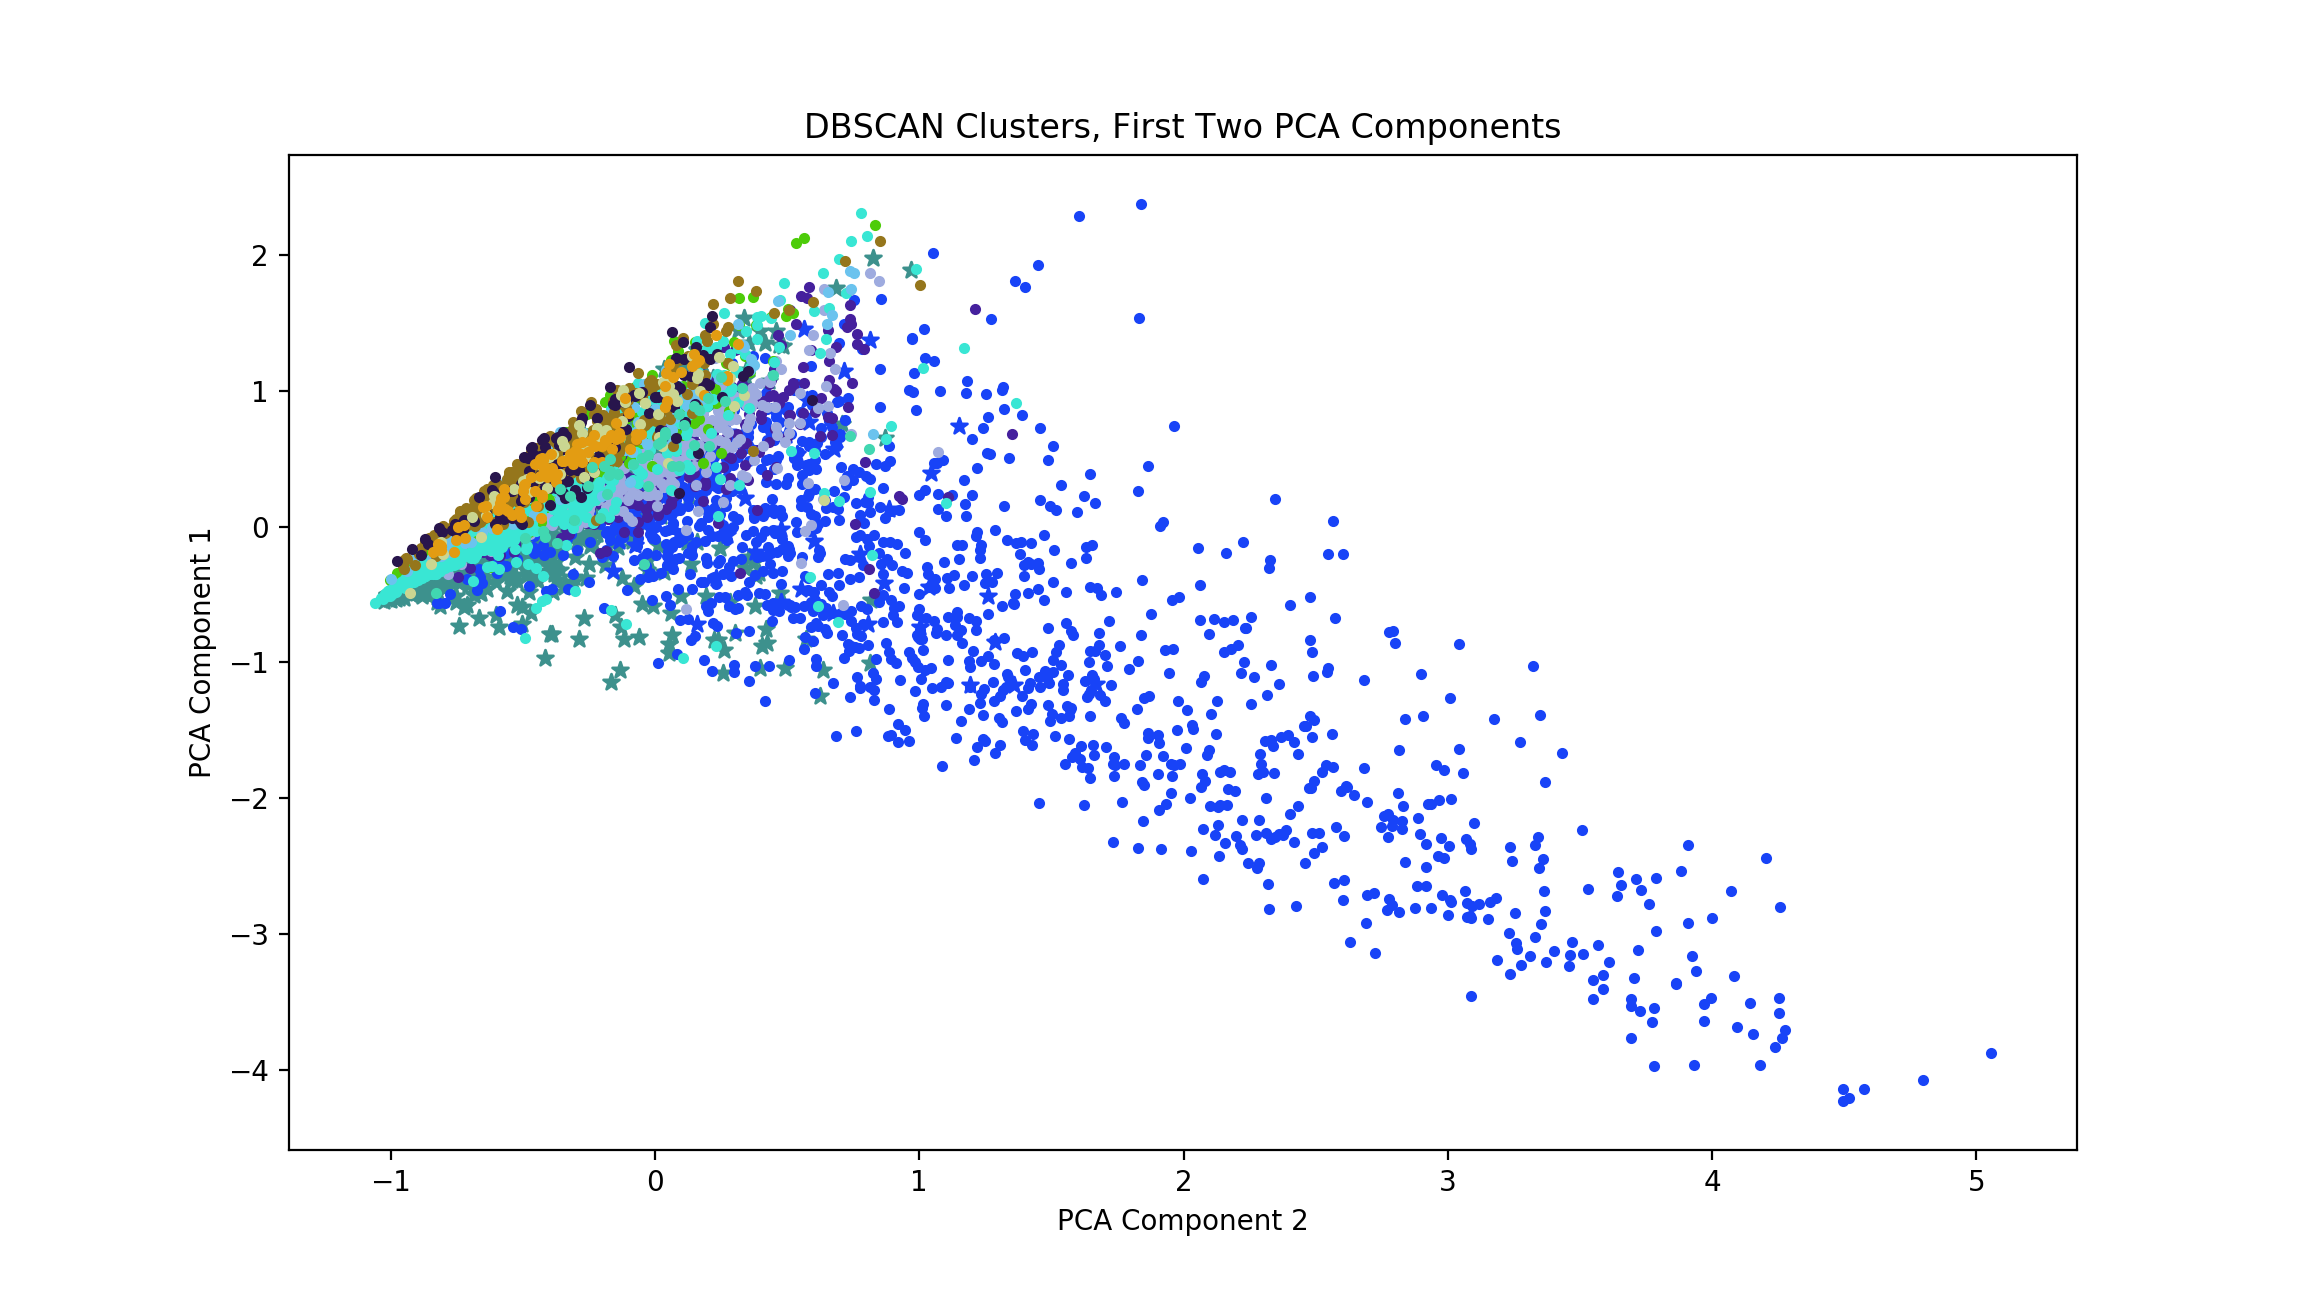 DBSCAN Clusters, First Two PCA Components
2
1
0
−1
−2
−3
−4
PCA Component 1
−1 0 1 2 3 4 5
PCA Component 2